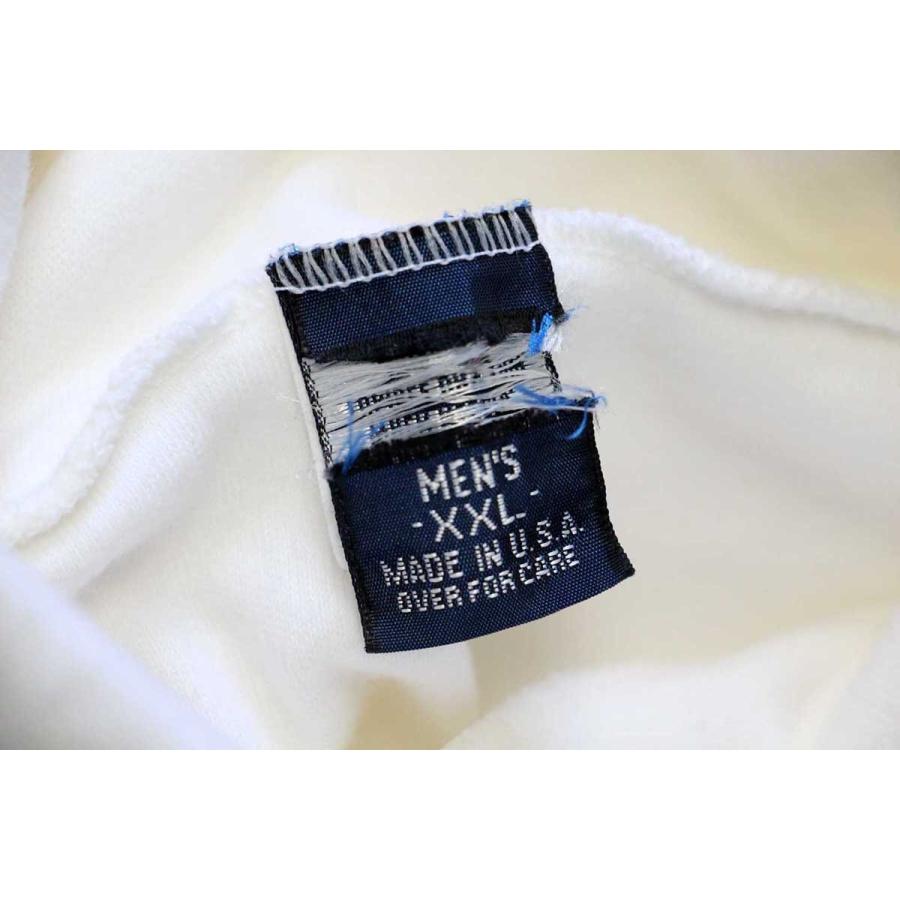 MEN'S
-XXL-
MADE IN U.S.A.
OVER FOR CARE